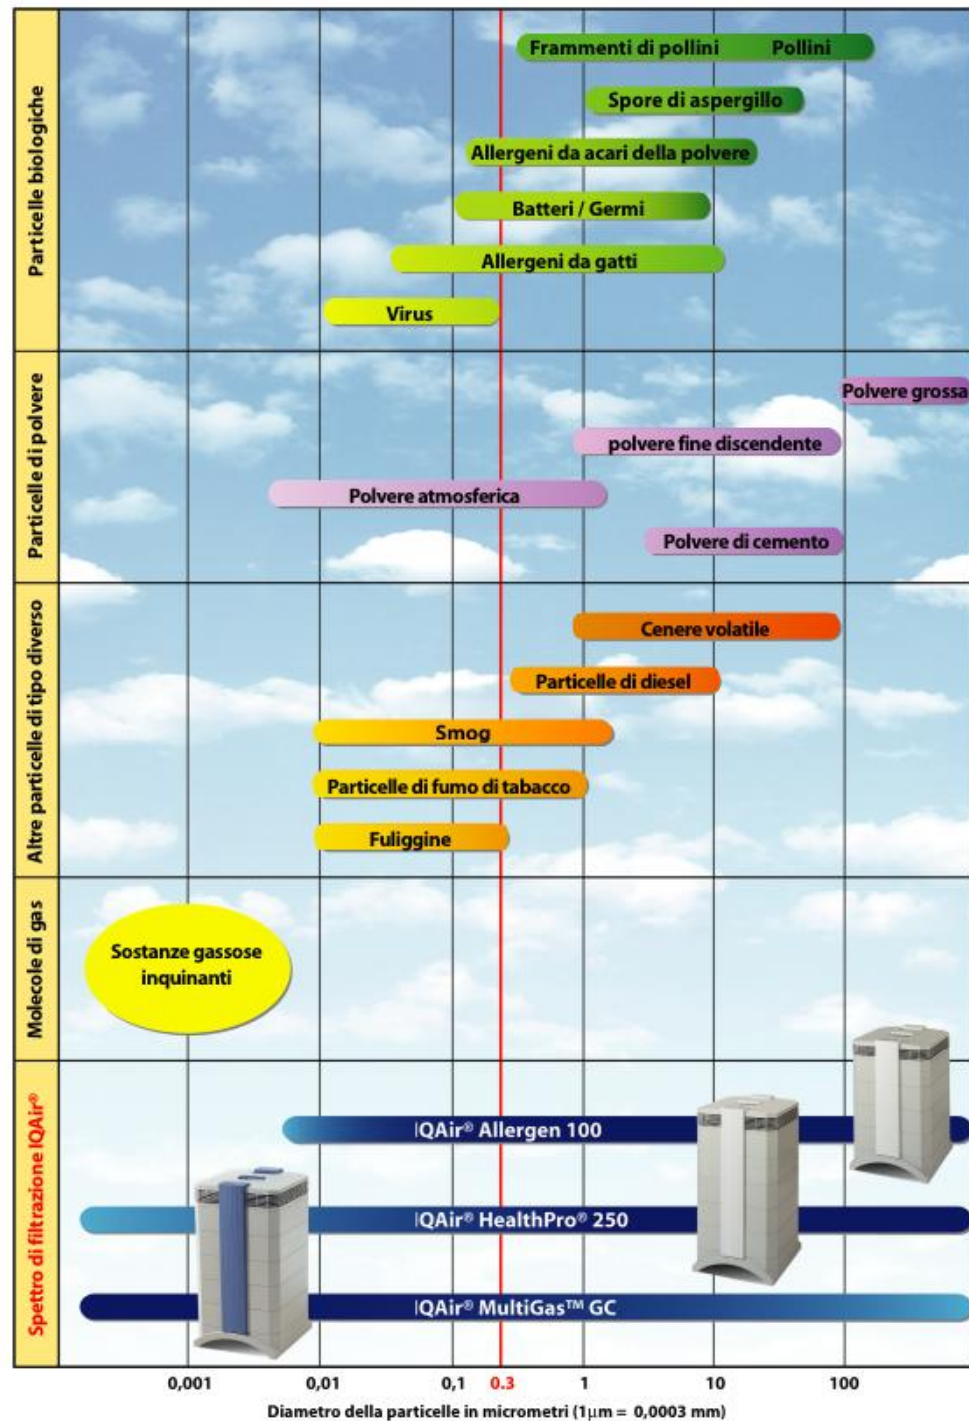 Particelle biologiche
Frammenti di pollini Pollini
Spore di aspergillo
Allergeni da acari della polvere
Batteri / Germi
Allergeni da gatti
Virus
Particelle di polvere
Polvere grossa
polvere fine discendente
Polvere atmosferica
Polvere di cemento
Altre particelle di tipo diverso
Cenere volatile
Particelle di diesel
Smog
Particelle di fumo di tabacco
Fuliggine
Molecole di gas
Sostanze gassose
inquinanti
Spettro di filtrazione IQAir®
IQAir® Allergen 100
IQAir® HealthPro® 250
IQAir® MultiGas™ GC
0,001 0,01 0,1 0.3 1 10 100
Diametro della particelle in micrometri (1μm = 0,0003 mm)